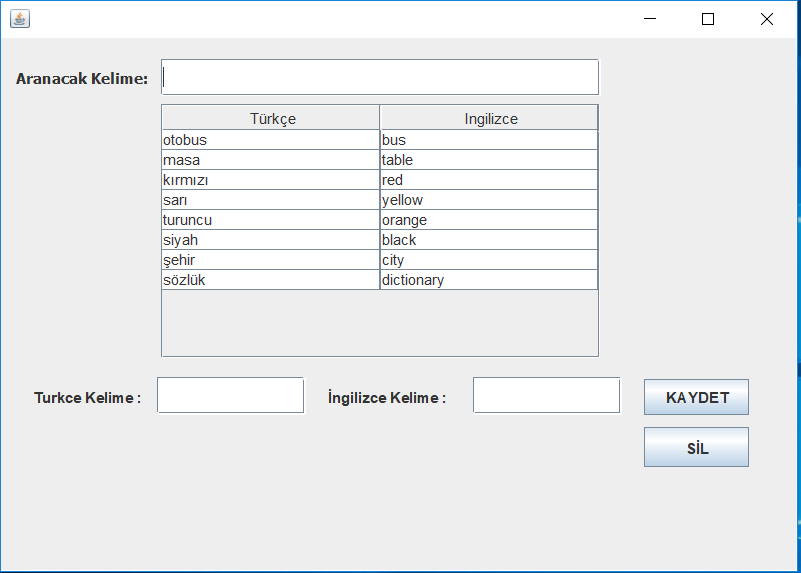 Aranacak Kelime:
Türkçe Ingilizce
otobus bus
masa table
kırmızı red
sarı yellow
turuncu orange
siyah black
şehir city
sözlük dictionary
Turkce Kelime : İngilizce Kelime : KAYDET
SİL